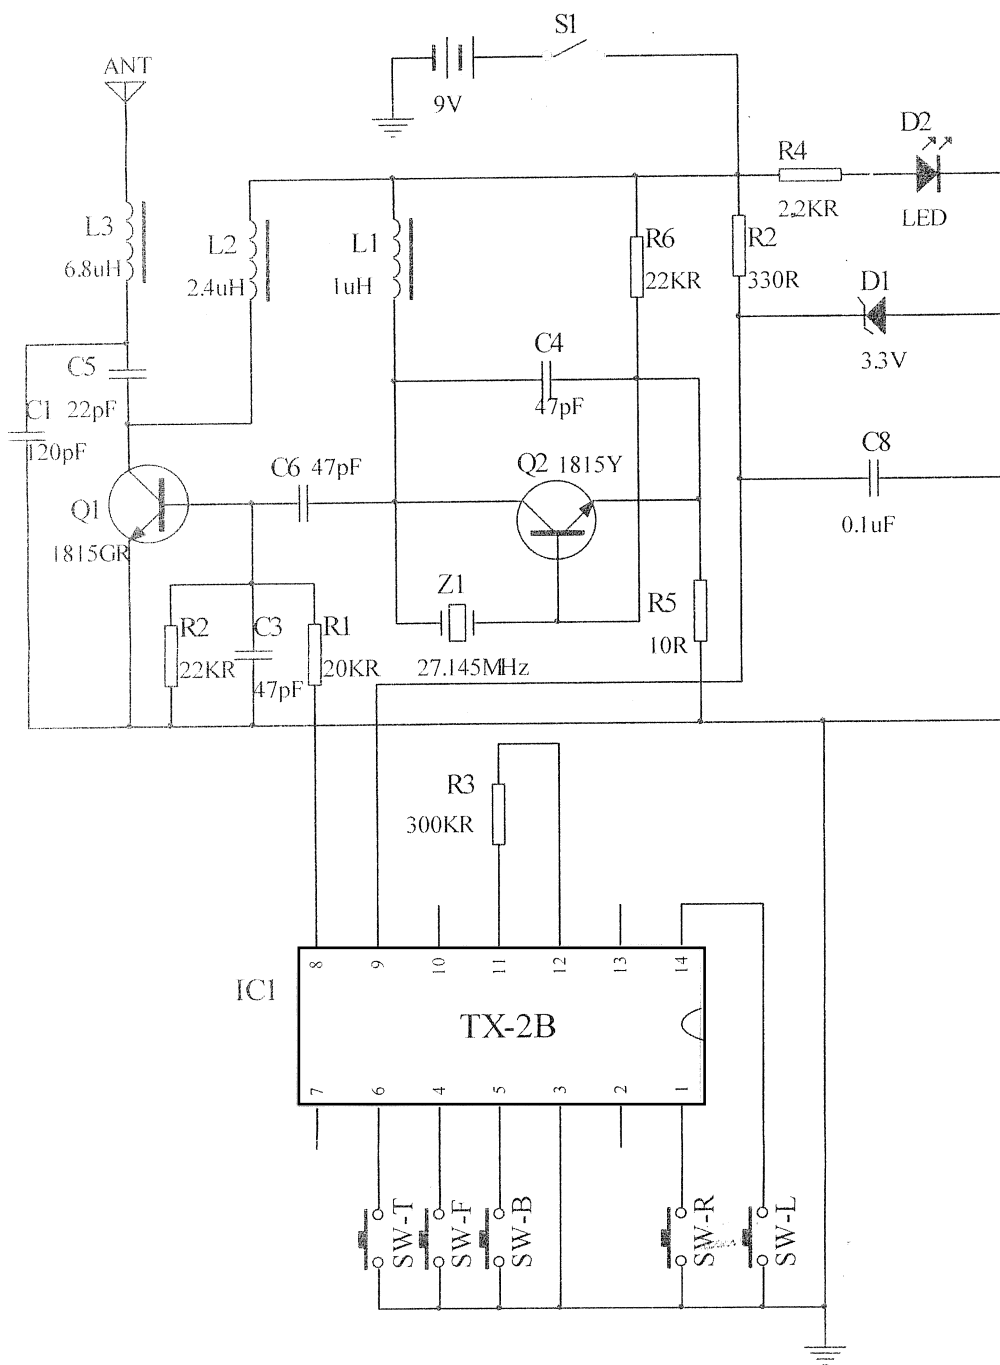 S1
ANT
9V
D2
R4
2.2KR
LED
L3
6.8uH
L2
2.4uH
L1
1uH
R6
22KR
R2
330R
D1
3.3V
C4
47pF
C5
22pF
C1
120pF
C6 47pF
Q2 1815Y
C8
0.1uF
Q1
1815GR
Z1
27.145MHz
R5
10R
R2
22KR
C3
47pF
R1
20KR
R3
300KR
IC1
8 9 10 11 12 13 14
TX-2B
7 6 4 5 3 2 1
SW-T
SW-F
SW-B
SW-R
SW-L